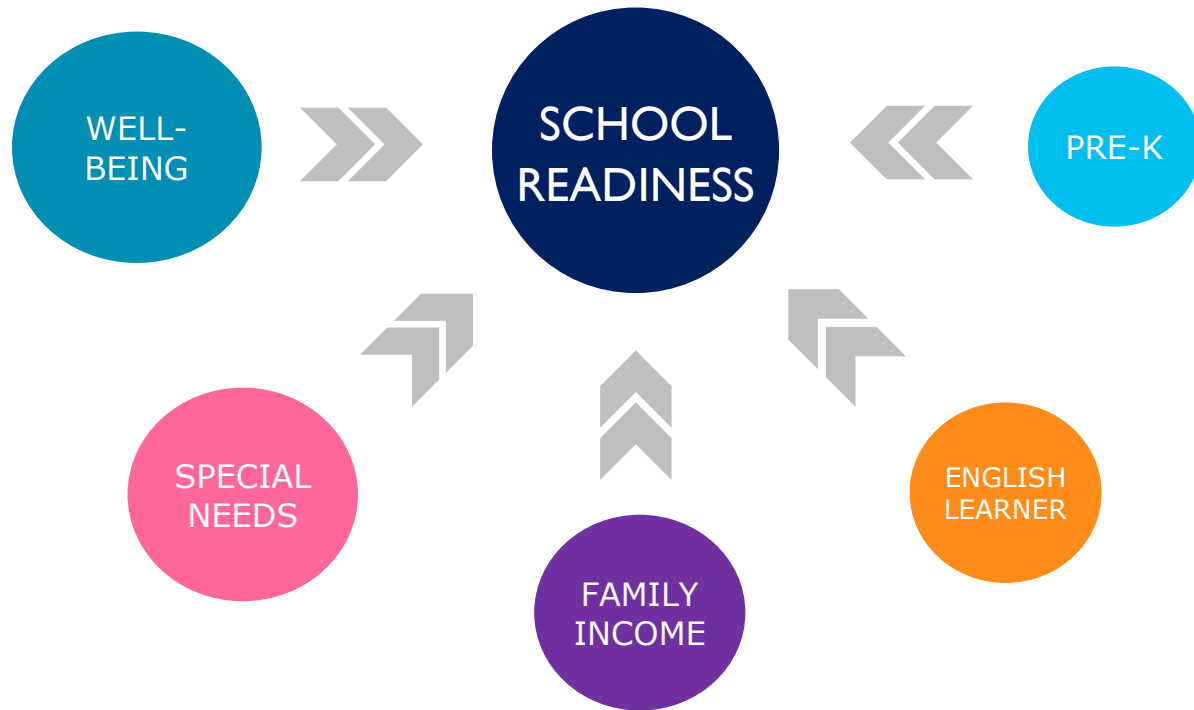 WELL-
BEING
SCHOOL
READINESS
PRE-K
SPECIAL
NEEDS
FAMILY
INCOME
ENGLISH
LEARNER